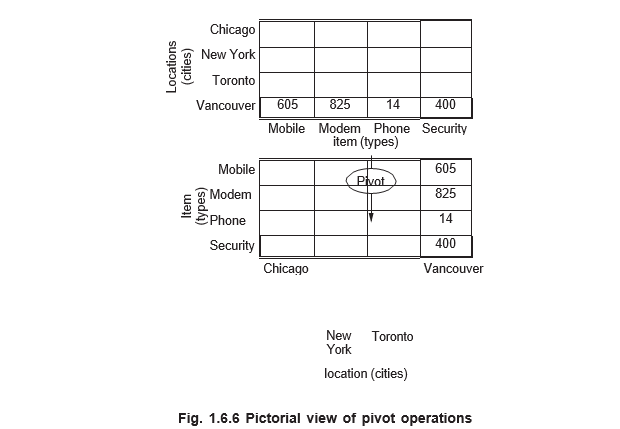 Chicago
New York
Toronto
Locations
(cities)
Vancouver 605 825 14 400
Mobile Modem Phone Security
item (types)
Mobile 605
Pivot
Modem 825
Phone 14
Security 400
Item
(types)
Chicago Vancouver
New Toronto
York
location (cities)
Fig. 1.6.6 Pictorial view of pivot operations